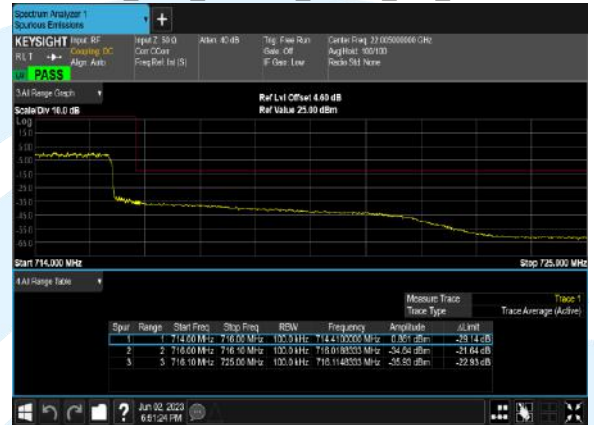 Spectrum Analyzer 1
Spurious Emissions
KEYSIGHT Input: RF
Coupling: DC
Align: Auto
Input Z: 50 Ω
Corr CCorr
Freq Ref: Int (S)
Atten: 40 dB
Trig: Free Run
Gate: Off
IF Gain: Low
Center Freq: 22.005000000 GHz
Avg|Hold: 100/100
Radio Std: None
RLT
PASS
3 All Range Graph
Ref Lvl Offset 4.60 dB
Scale/Div 10.0 dB
Ref Value 25.00 dBm
Log
15.0
5.00
-5.00
-15.0
-25.0
-35.0
-45.0
-55.0
-65.0
Start 714.000 MHz
Stop 725.000 MHz
4 All Range Table
Measure Trace Trace 1
Trace Type Trace Average (Active)
Spur Range Start Freq Stop Freq RBW Frequency Amplitude ΔLimit
1 1 714.00 MHz 716.00 MHz 100.0 kHz 714.4100000 MHz 0.861 dBm -29.14 dB
2 2 716.00 MHz 716.10 MHz 100.0 kHz 716.0188333 MHz -34.64 dBm -21.64 dB
3 3 716.10 MHz 725.00 MHz 100.0 kHz 716.1148333 MHz -35.93 dBm -22.93 dB
?
Jun 02, 2023
6:51:24 PM